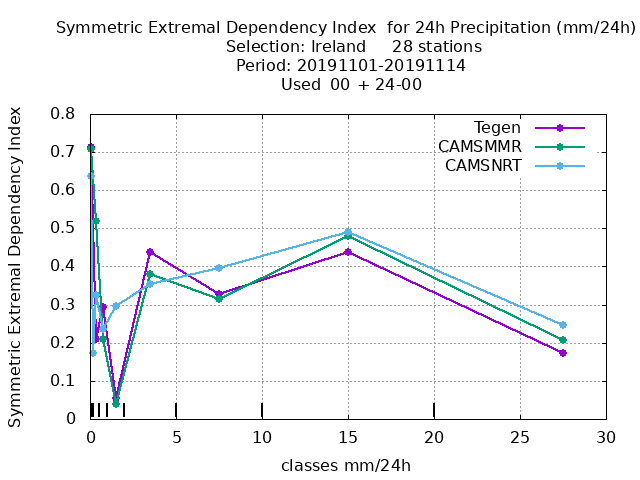 Symmetric Extremal Dependency Index  for 24h Precipitation (mm/24h)
Selection: Ireland     28 stations
Period: 20191101-20191114
Used  00 + 24-00
Symmetric Extremal Dependency Index
0.8
0.7
0.6
0.5
0.4
0.3
0.2
0.1
0
Tegen
CAMSMMR
CAMSNRT
0 5 10 15 20 25 30
classes mm/24h